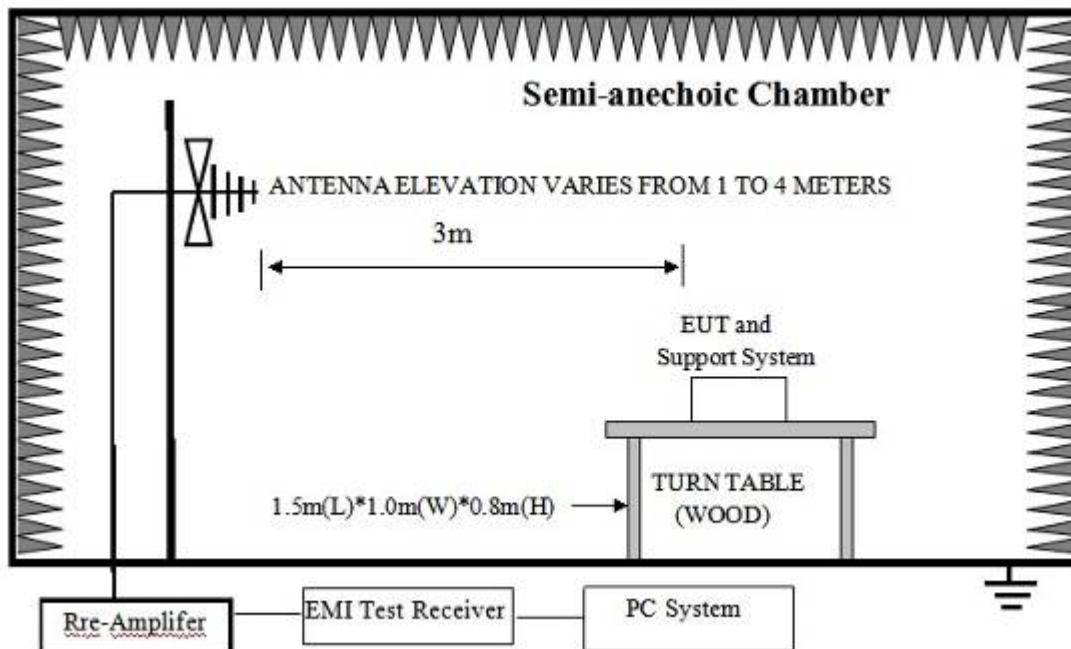 Semi-anechoic Chamber
ANTENNA ELEVATION VARIES FROM 1 TO 4 METERS
3m
EUT and
Support System
1.5m(L)*1.0m(W)*0.8m(H)
TURN TABLE
(WOOD)
Rre-Amplifer
EMI Test Receiver
PC System